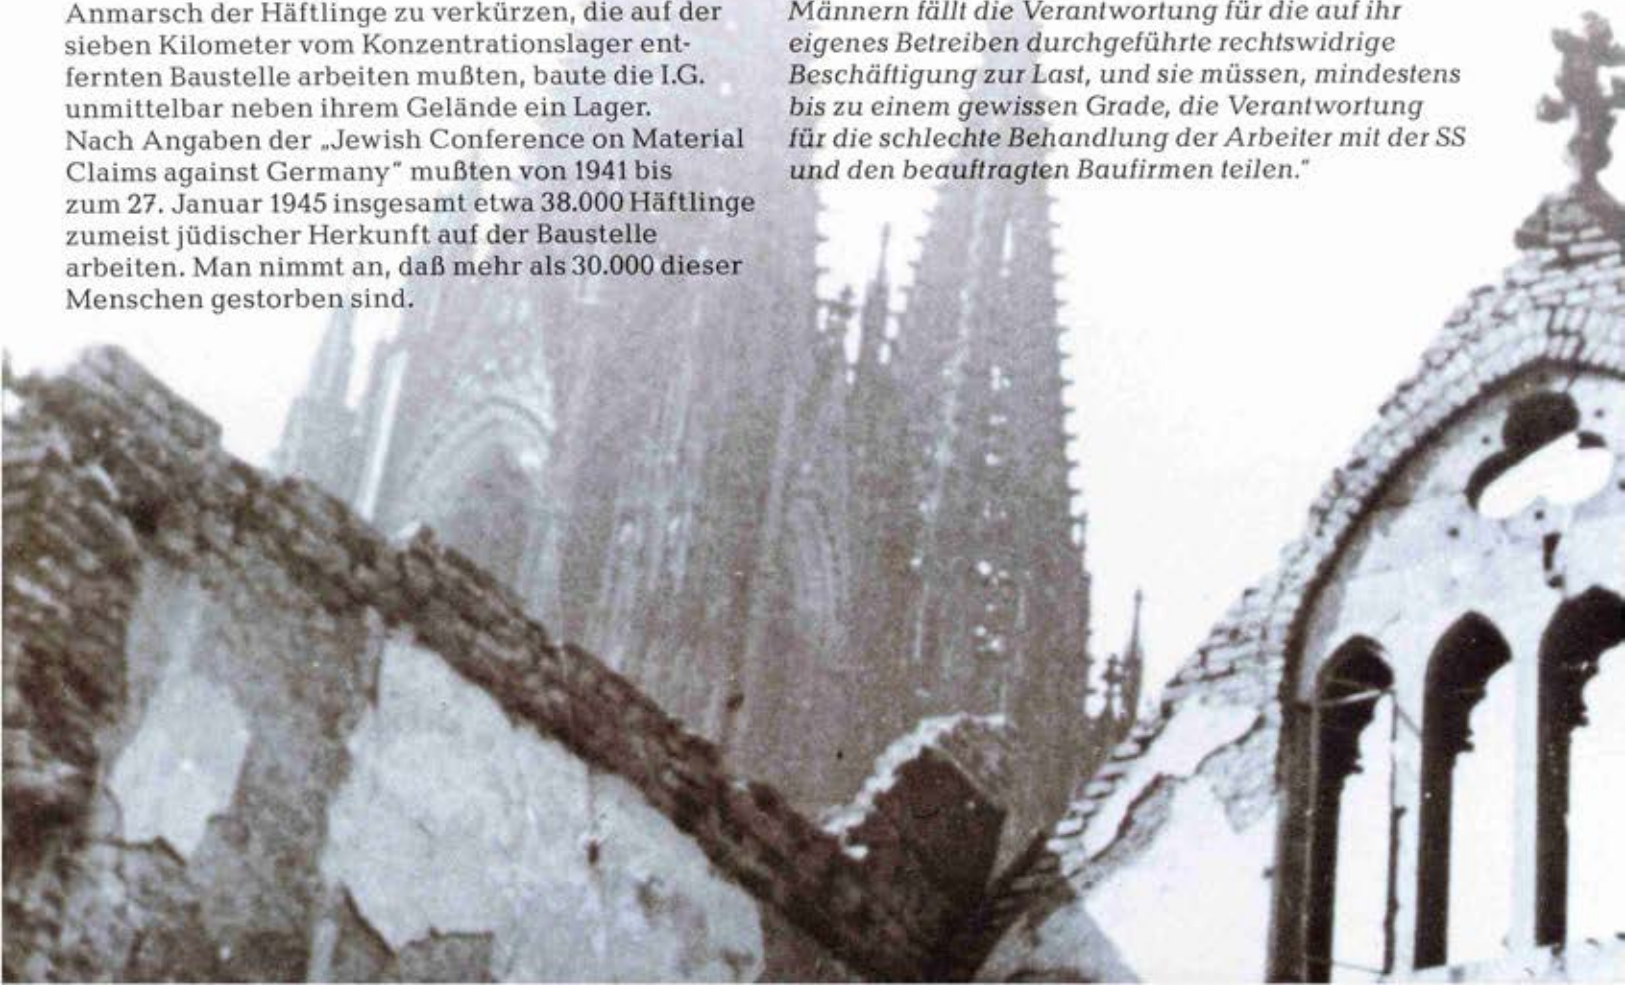 Anmarsch der Häftlinge zu verkürzen, die auf der
sieben Kilometer vom Konzentrationslager ent-
fernten Baustelle arbeiten mußten, baute die I.G.
unmittelbar neben ihrem Gelände ein Lager.
Nach Angaben der „Jewish Conference on Material
Claims against Germany“ mußten von 1941 bis
zum 27. Januar 1945 insgesamt etwa 38.000 Häftlinge
zumeist jüdischer Herkunft auf der Baustelle
arbeiten. Man nimmt an, daß mehr als 30.000 dieser
Menschen gestorben sind.
Männern fällt die Verantwortung für die auf ihr
eigenes Betreiben durchgeführte rechtswidrige
Beschäftigung zur Last, und sie müssen, mindestens
bis zu einem gewissen Grade, die Verantwortung
für die schlechte Behandlung der Arbeiter mit der SS
und den beauftragten Baufirmen teilen.“